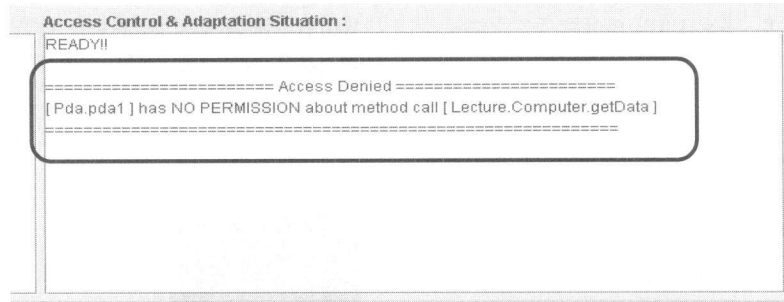 Access Control & Adaptation Situation :
READY!!
======================== Access Denied =======================
[ Pda.pda1 ] has NO PERMISSION about method call [ Lecture.Computer.getData ]
============================================================